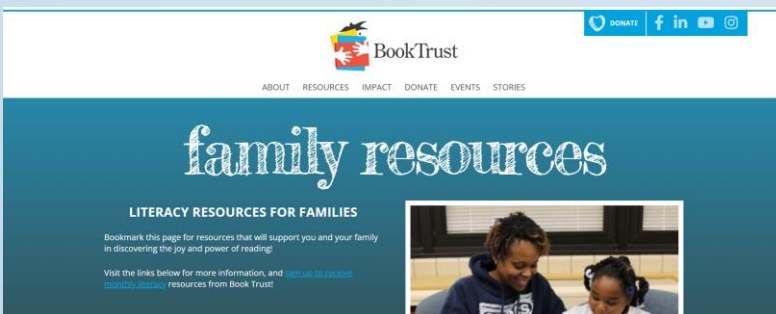 DONATE
BookTrust
ABOUT RESOURCES IMPACT DONATE EVENTS STORIES
family resources
LITERACY RESOURCES FOR FAMILIES
Bookmark this page for resources that will support you and your family
in discovering the joy and power of reading!
Visit the links below for more information, and sign up to receive
monthly literacy resources from Book Trust!